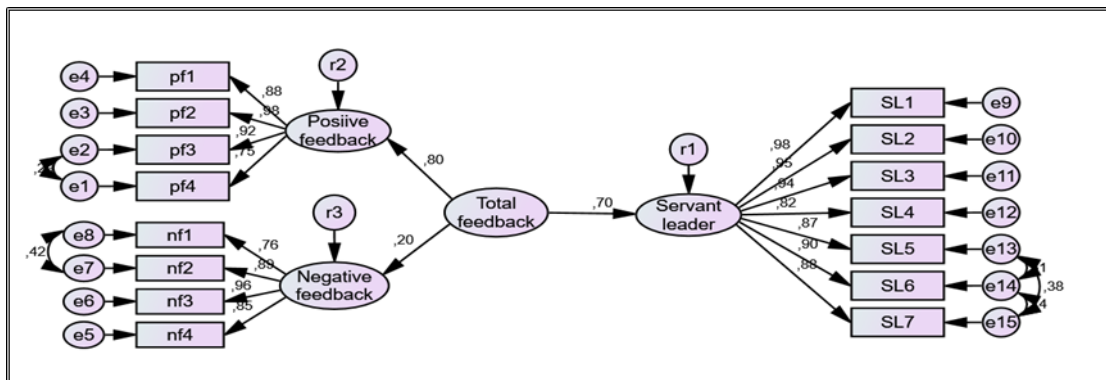 e4
pf1
,88
e3
pf2
,98
e2
pf3
,92
e1
pf4
,75
r2
Posiive
feedback
,80
e8
nf1
,76
,42
e7
nf2
,89
e6
nf3
,96
e5
nf4
,85
r3
Negative
feedback
,20
Total
feedback
,70
r1
Servant
leader
SL1
e9
,98
SL2
e10
,95
SL3
e11
,94
SL4
e12
,82
SL5
e13
,87
SL6
e14
,90
,38
SL7
e15
,88